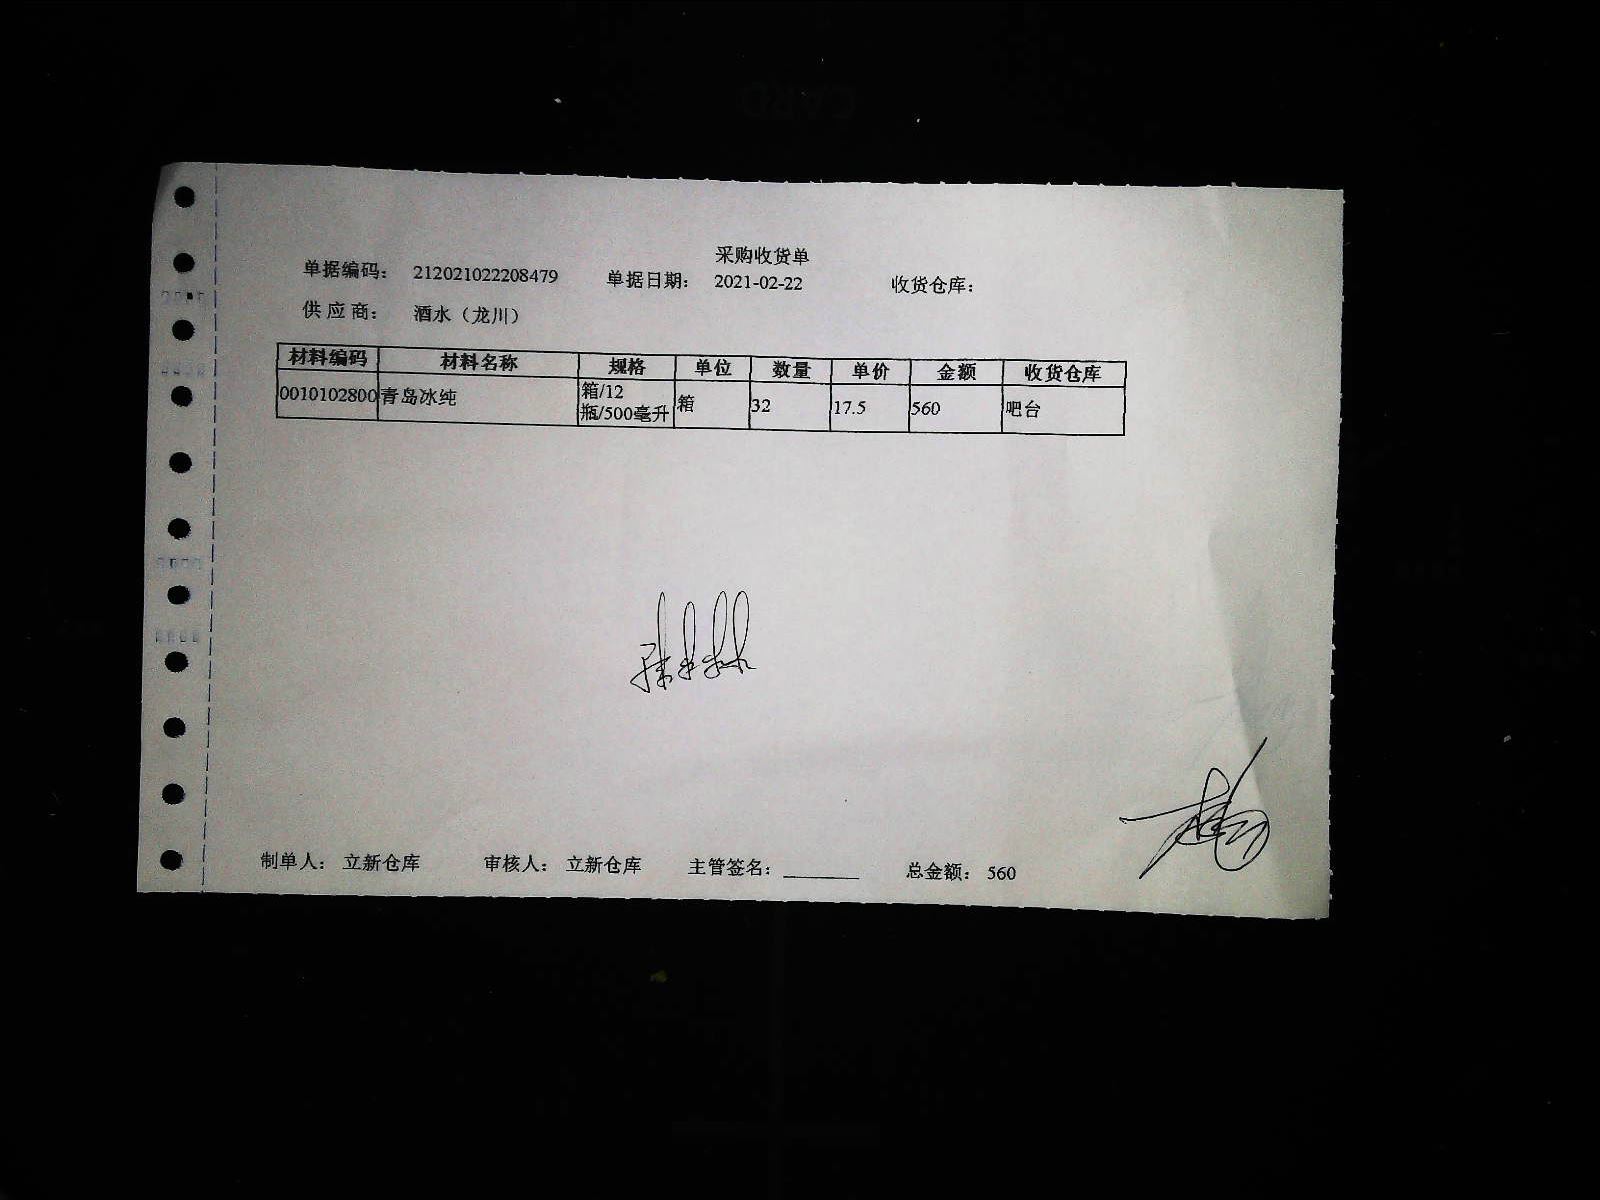 采购收货单
单据编码： 212021022208479 单据日期： 2021-02-22 收货仓库：
供应商： 酒水（龙川）
材料编码 材料名称 规格 单位 数量 单价 金额 收货仓库
0010102800 青岛冰纯 箱/12瓶/500毫升 箱 32 17.5 560 吧台
制单人： 立新仓库 审核人： 立新仓库 主管签名： 总金额： 560